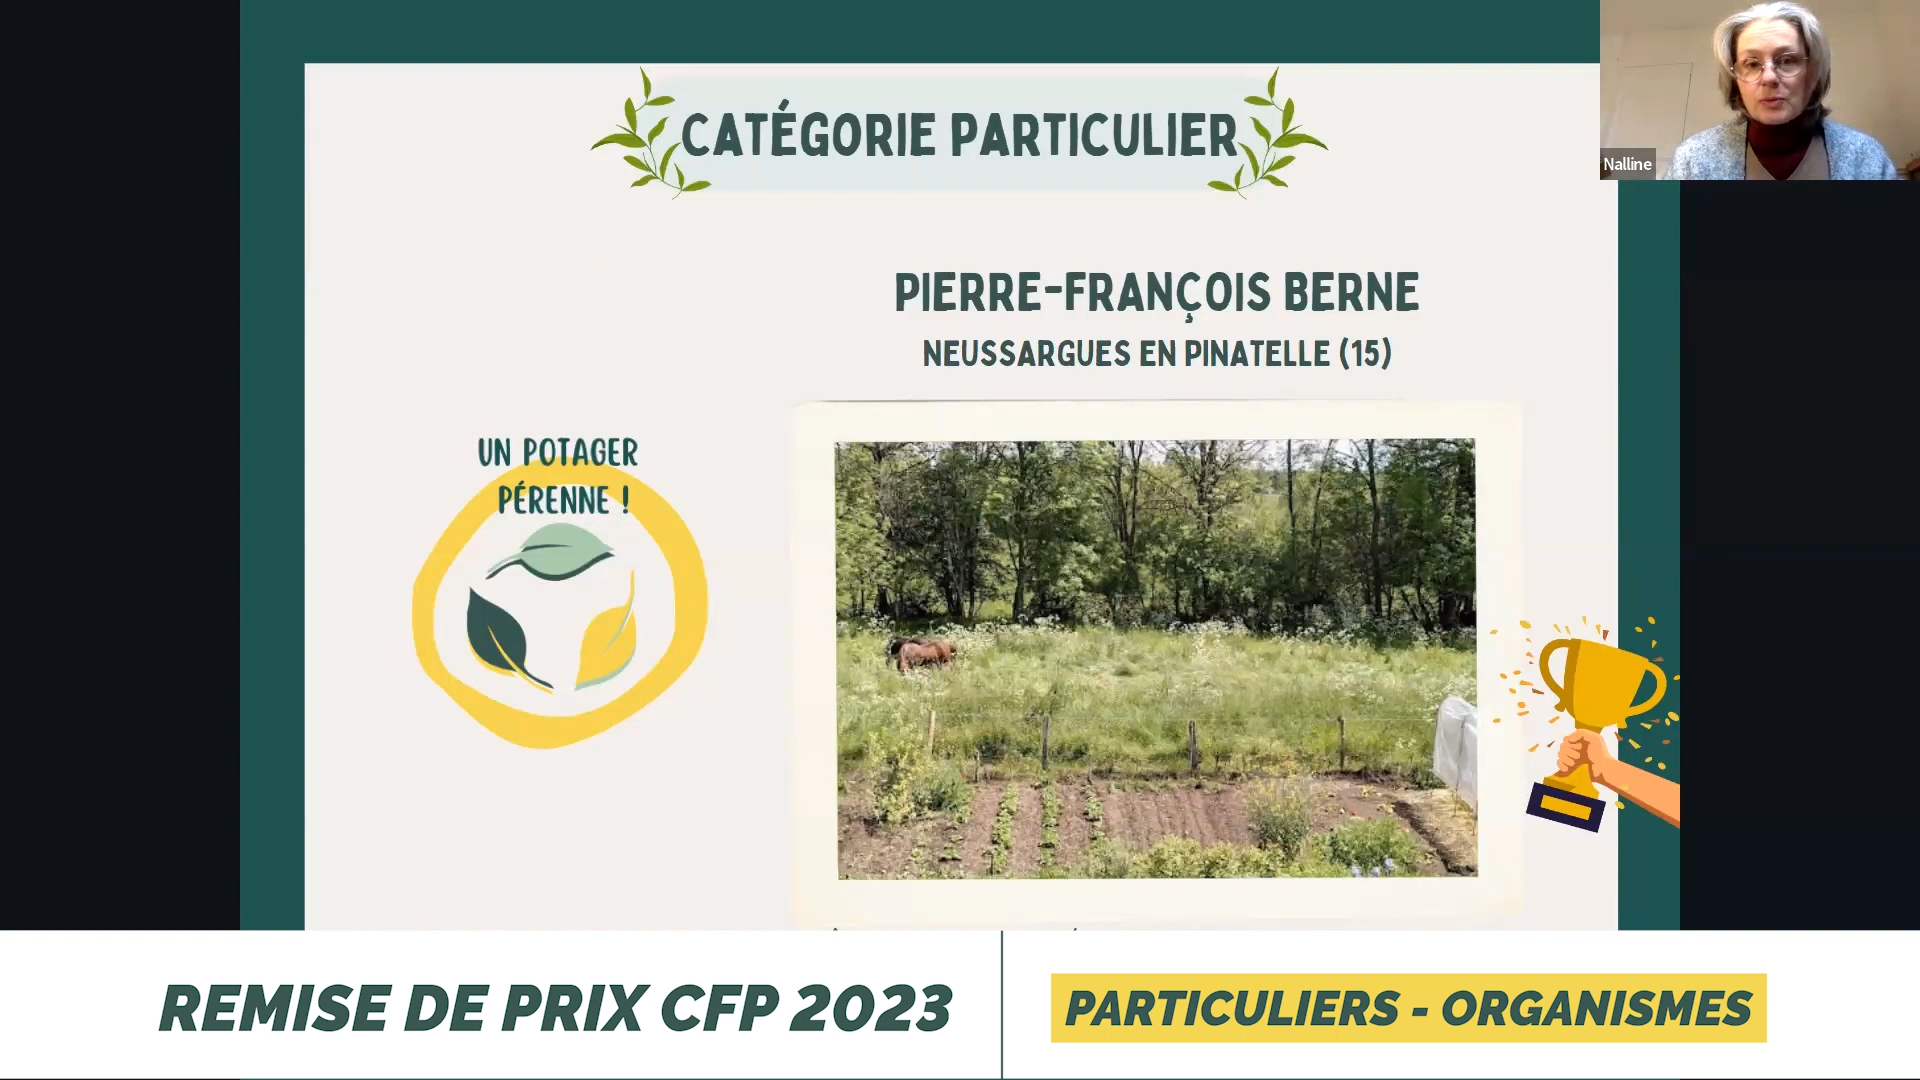 CATÉGORIE PARTICULIER
Nalline
PIERRE-FRANÇOIS BERNE
NEUSSARGUES EN PINATELLE (15)
UN POTAGER
PÉRENNE !
REMISE DE PRIX CFP 2023
PARTICULIERS - ORGANISMES